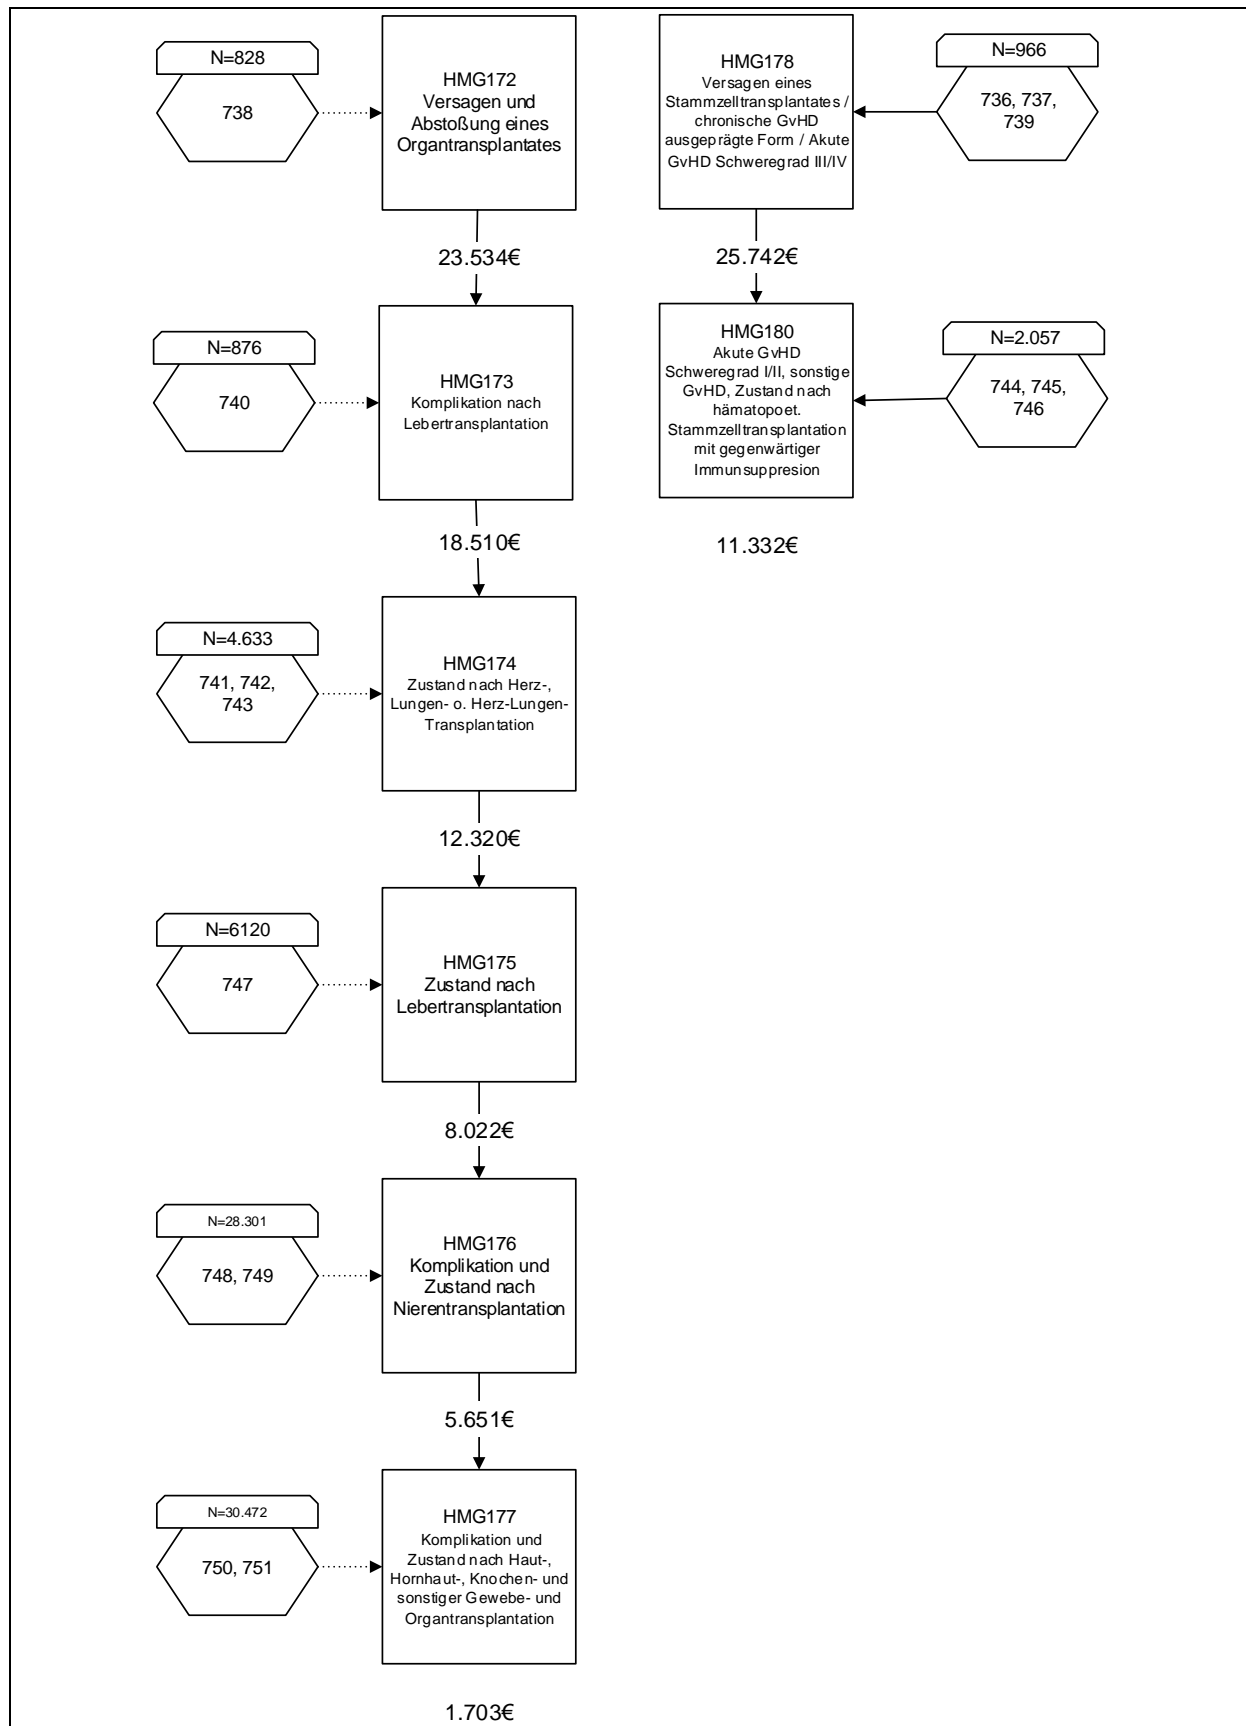 N=828
738
HMG172
Versagen und
Abstoßung eines
Organtransplantates
23.534€
N=876
740
HMG173
Komplikation nach
Lebertransplantation
18.510€
N=4.633
741, 742,
743
HMG174
Zustand nach Herz-,
Lungen- o. Herz-Lungen-
Transplantation
12.320€
N=6120
747
HMG175
Zustand nach
Lebertransplantation
8.022€
N=28.301
748, 749
HMG176
Komplikation und
Zustand nach
Nierentransplantation
5.651€
N=30.472
750, 751
HMG177
Komplikation und
Zustand nach Haut-,
Hornhaut-, Knochen- und
sonstiger Gewebe- und
Organtransplantation
1.703€
HMG178
Versagen eines
Stammzelltransplantates /
chronische GvHD
ausgeprägte Form / Akute
GvHD Schweregrad III/IV
N=966
736, 737,
739
25.742€
HMG180
Akute GvHD
Schweregrad I/II, sonstige
GvHD, Zustand nach
hämatopoet.
Stammzelltransplantation
mit gegenwärtiger
Immunsuppresion
N=2.057
744, 745,
746
11.332€